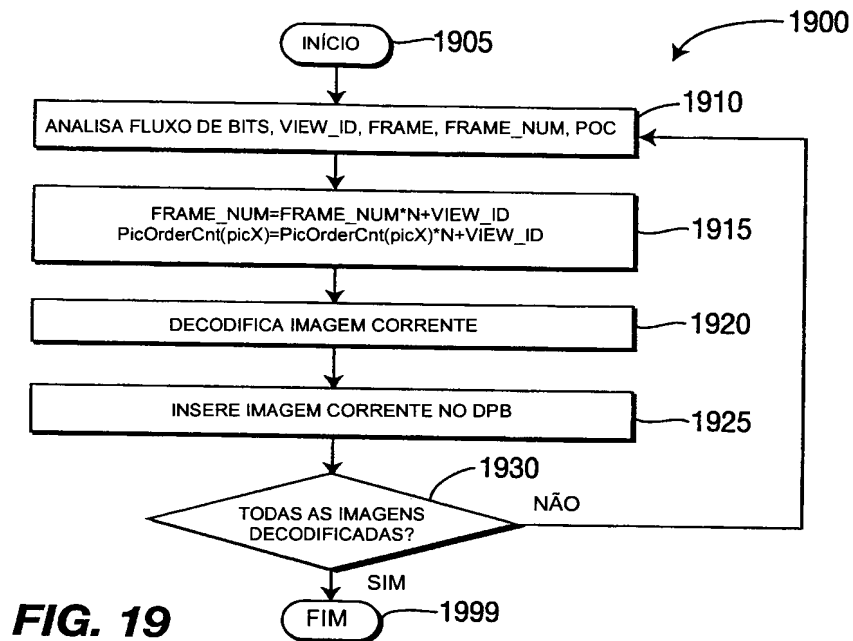 INÍCIO
1905
1900
1910
ANALISA FLUXO DE BITS, VIEW_ID, FRAME, FRAME_NUM, POC
FRAME_NUM=FRAME_NUM*N+VIEW_ID
PicOrderCnt(picX)=PicOrderCnt(picX)*N+VIEW_ID
1915
DECODIFICA IMAGEM CORRENTE
1920
INSERE IMAGEM CORRENTE NO DPB
1925
1930
TODAS AS IMAGENS
DECODIFICADAS?
NÃO
SIM
FIM
1999
FIG. 19